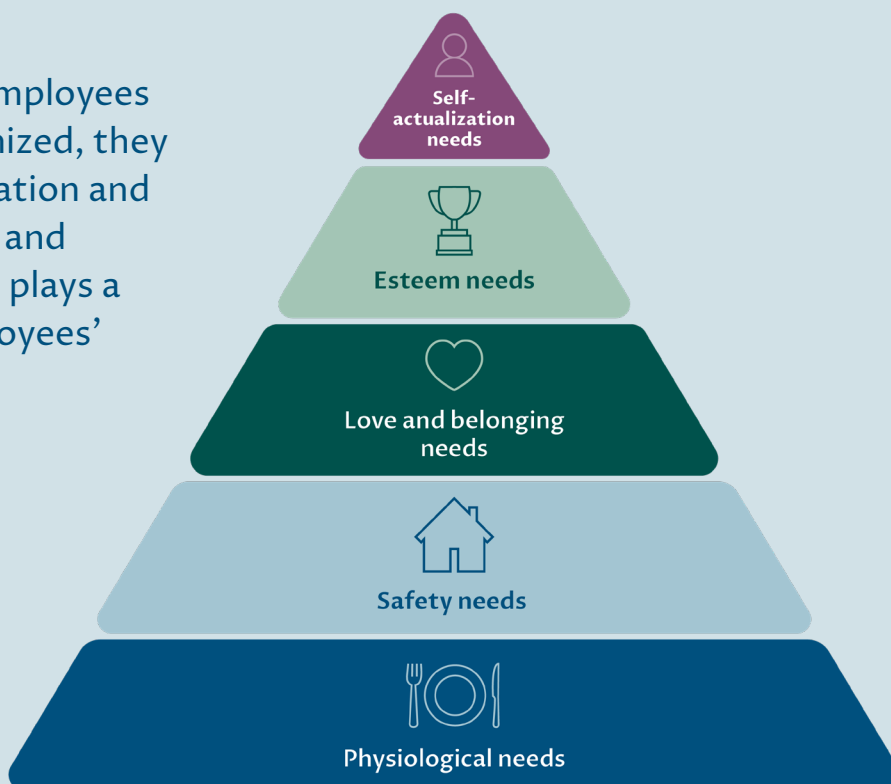 mployees
nized, they
ation and
and
plays a
oyees’
Self-
actualization
needs
Esteem needs
Love and belonging
needs
Safety needs
Physiological needs